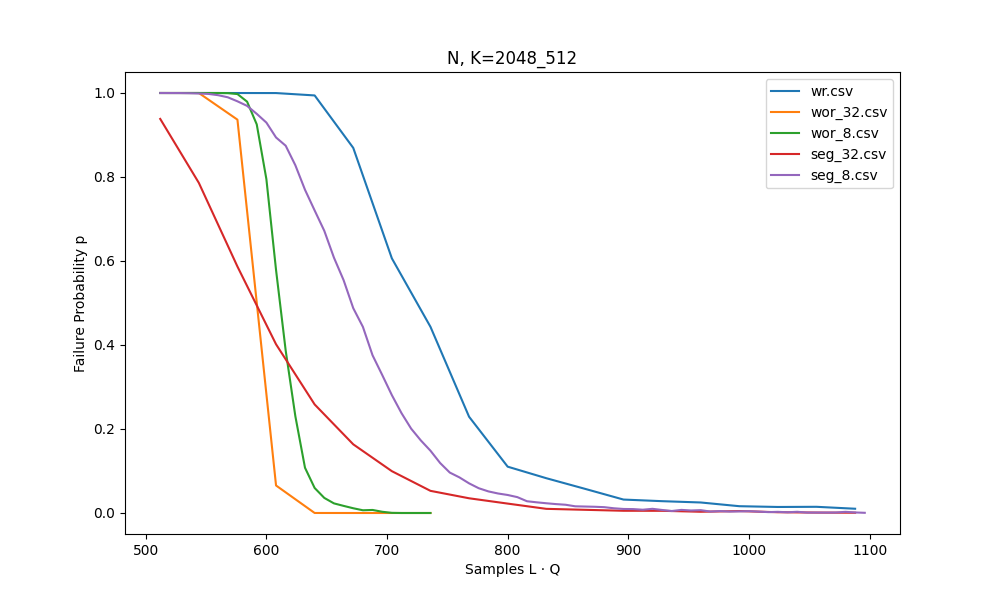 N, K=2048_512
Failure Probability p
1.0
0.8
0.6
0.4
0.2
0.0
wr.csv
wor_32.csv
wor_8.csv
seg_32.csv
seg_8.csv
500 600 700 800 900 1000 1100
Samples L · Q